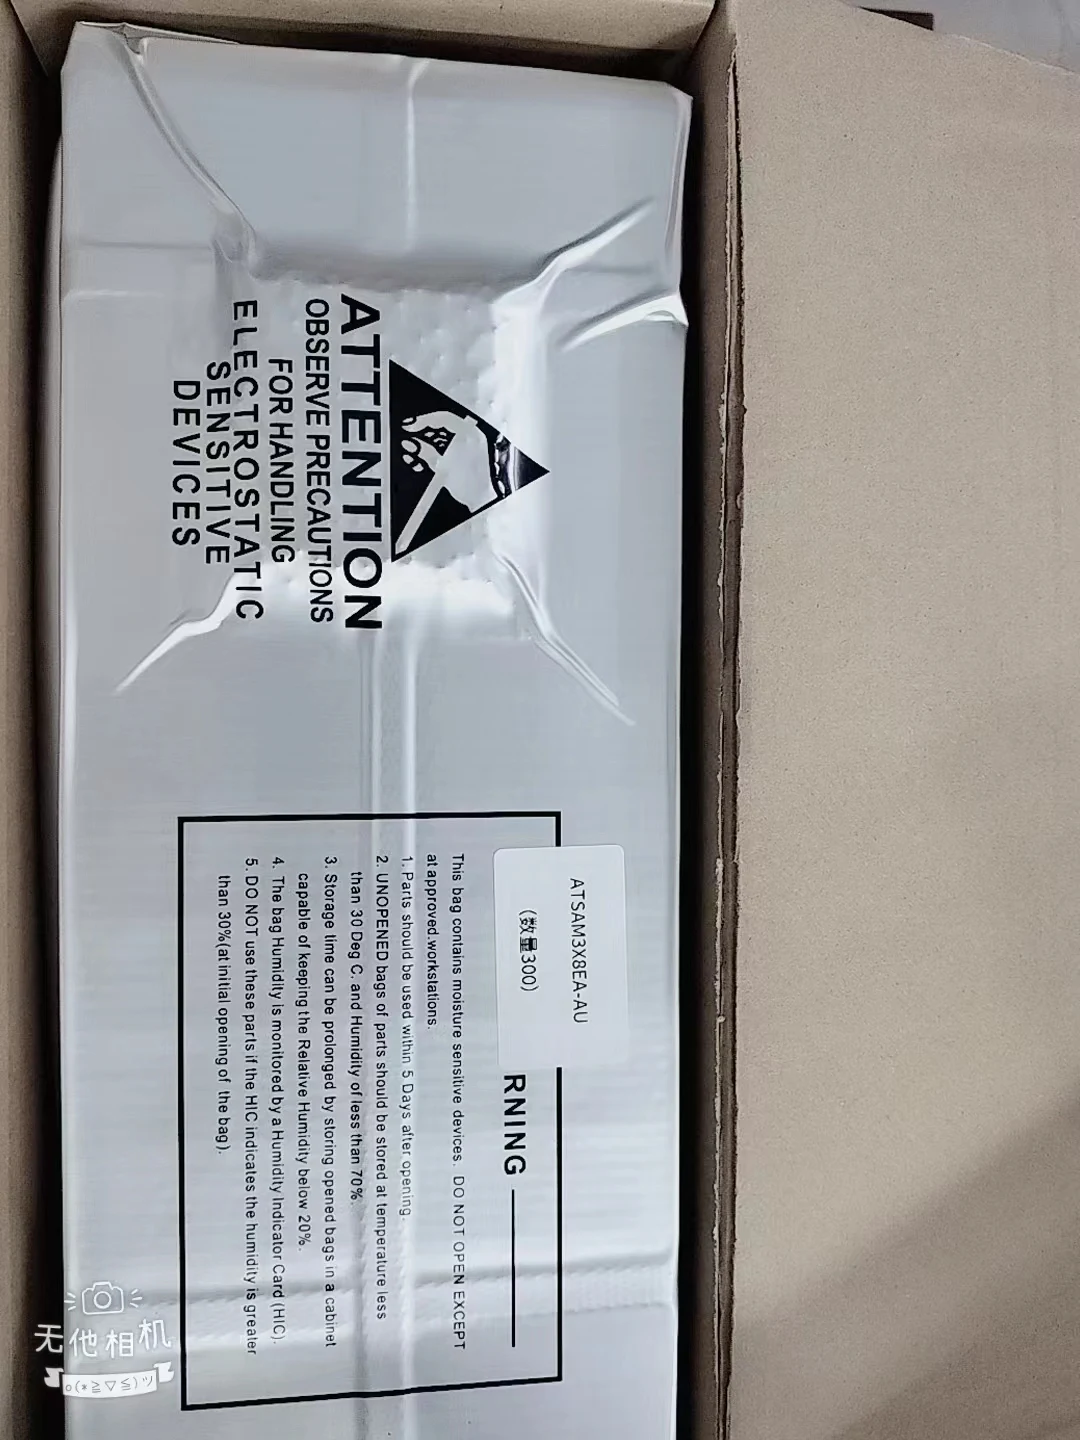 ATTENTION
OBSERVE PRECAUTIONS
FOR HANDLING
ELECTROSTATIC
SENSITIVE
DEVICES
ATSAM3X8EA-AU
(数量300)
RNING
This bag contains moisture sensitive devices. DO NOT OPEN EXCEPT
at approved.workstations.
1. Parts should be used within 5 Days after opening.
2. UNOPENED bags of parts should be stored at temperature less
than 30 Deg C. and Humidity of less than 70%.
3. Storage time can be prolonged by storing opened bags in a cabinet
capable of keeping the Relative Humidity below 20%.
4. The bag Humidity is monitored by a Humidity Indicator Card (HIC).
5. DO NOT use these parts if the HIC indicates the humidity is greater
than 30%(at initial opening of the bag).
无他相机
o(*≧▽≦)ツ